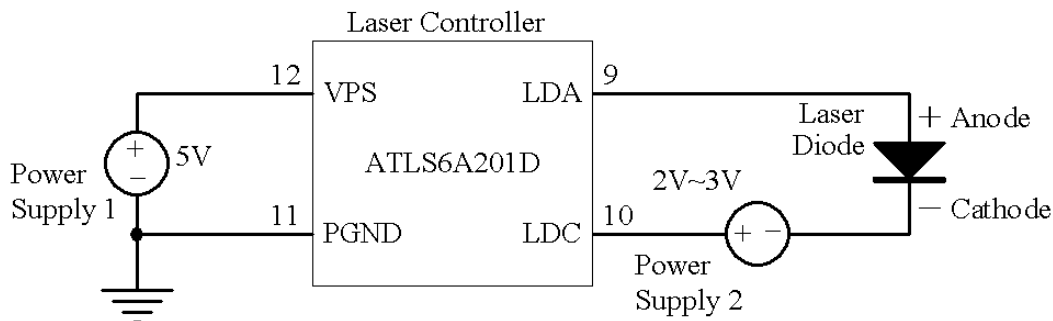 Laser Controller
12
VPS
LDA
9
Laser
Diode
+ Anode
+
−
5V
Power
Supply 1
ATLS6A201D
2V~3V
11
PGND
LDC
10
+ −
− Cathode
Power
Supply 2